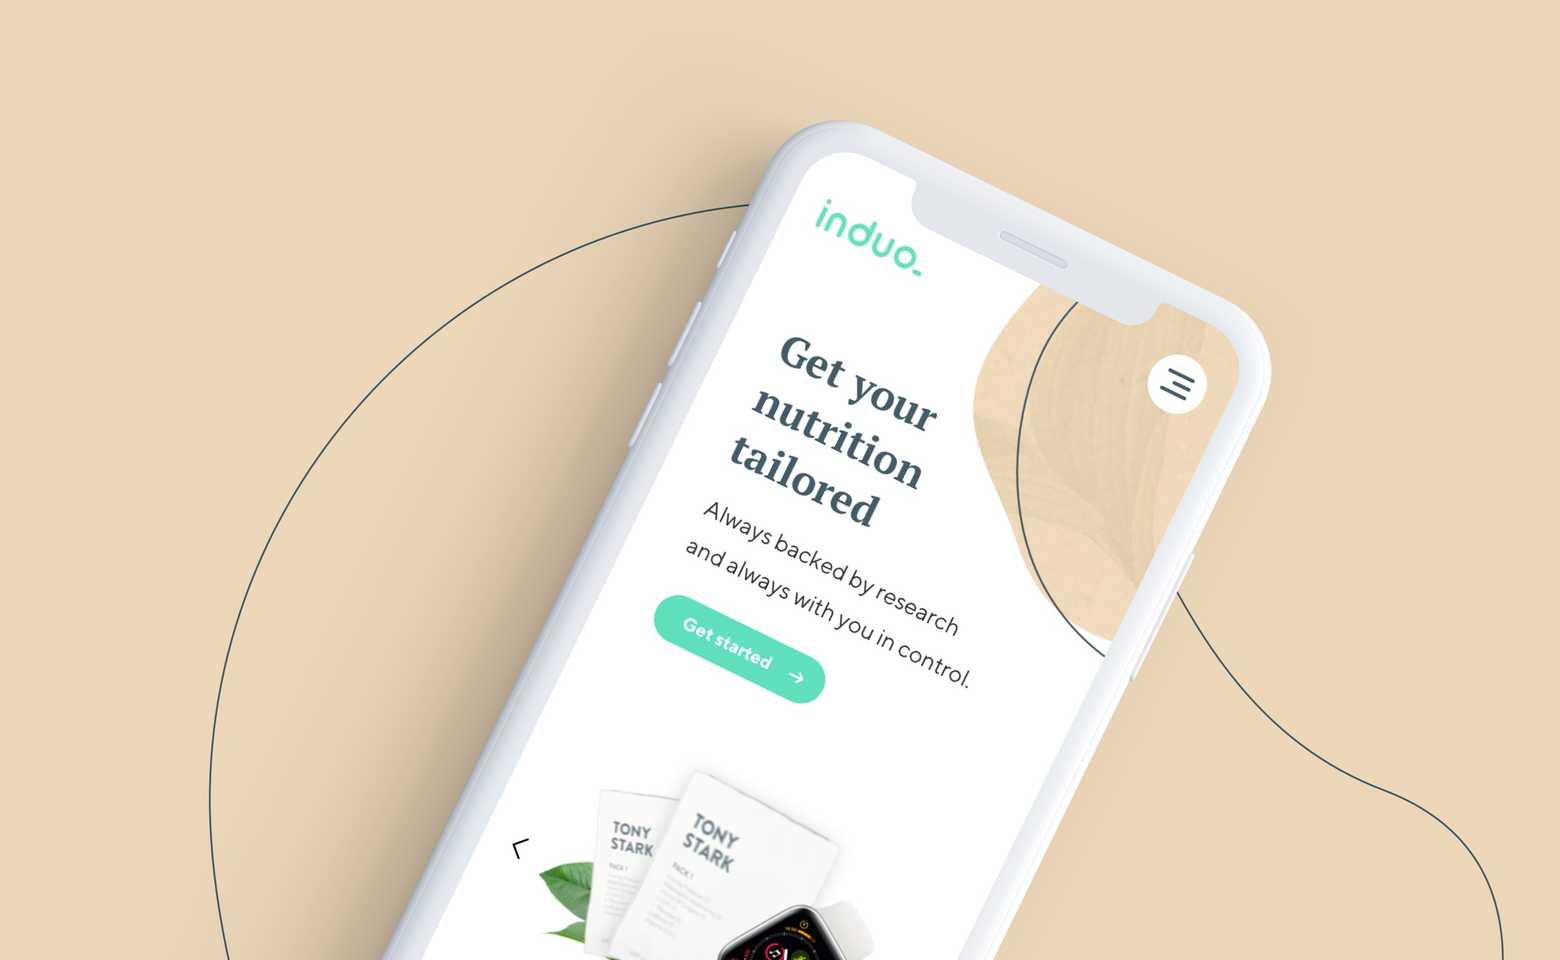 induo_
Get your
nutrition
tailored
Always backed by research
and always with you in control.
Get started →
TONY
STARK
PACK 1
TONY
STARK
PACK 1